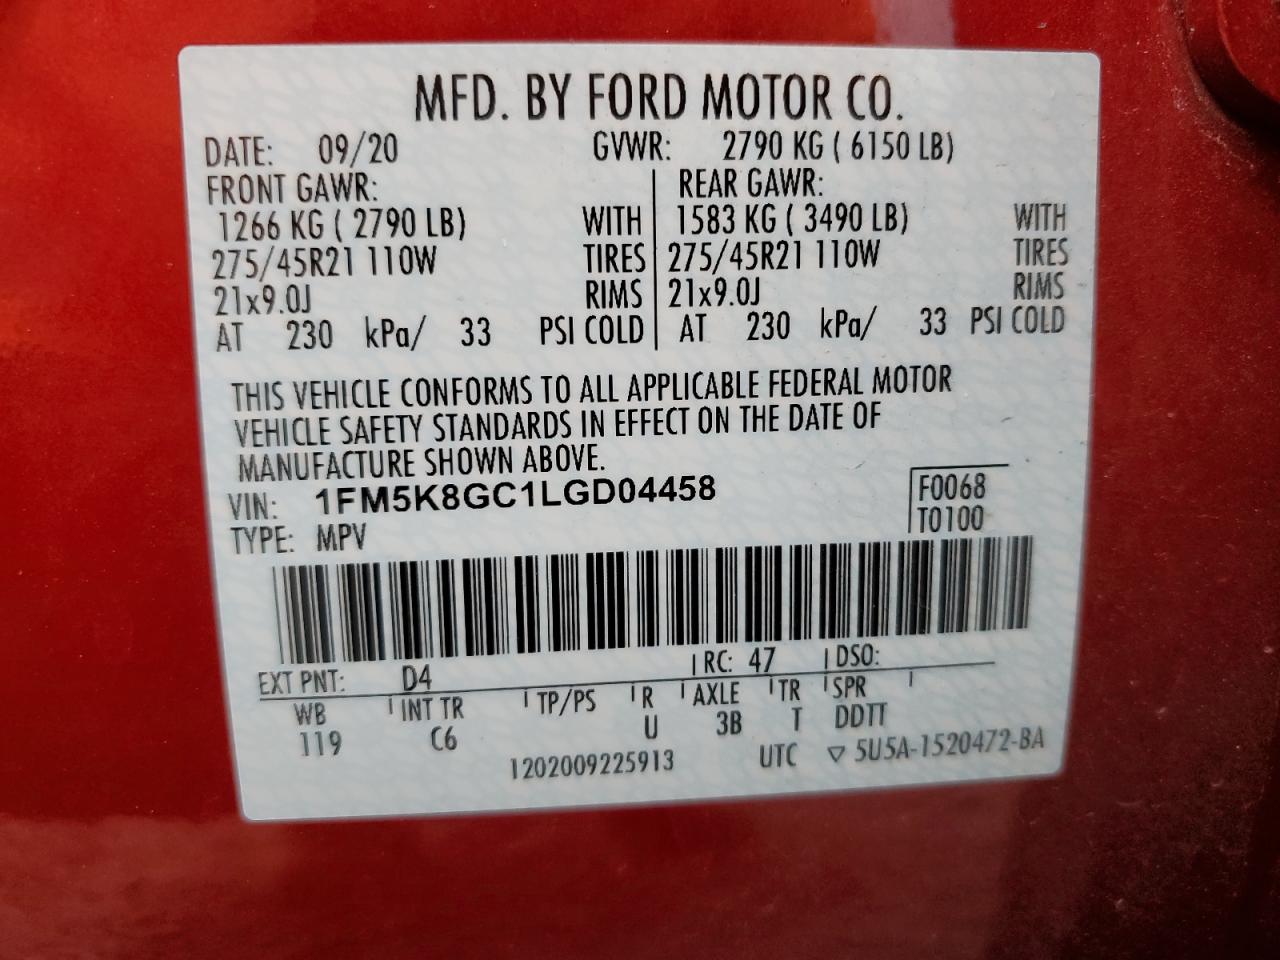 MFD. BY FORD MOTOR CO.
DATE: 09/20 GVWR: 2790 KG ( 6150 LB)
FRONT GAWR: REAR GAWR:
1266 KG ( 2790 LB) WITH 1583 KG ( 3490 LB) WITH
275/45R21 110W TIRES 275/45R21 110W TIRES
21x9.0J RIMS 21x9.0J RIMS
AT 230 kPa/ 33 PSI COLD AT 230 kPa/ 33 PSI COLD
THIS VEHICLE CONFORMS TO ALL APPLICABLE FEDERAL MOTOR
VEHICLE SAFETY STANDARDS IN EFFECT ON THE DATE OF
MANUFACTURE SHOWN ABOVE.
VIN: 1FM5K8GC1LGD04458 F0068
TYPE: MPV T0100
EXT PNT: D4 RC: 47 DSO:
WB INT TR TP/PS R AXLE TR SPR
119 C6 U 3B T DDTT
1202009225913 UTC ▽ 5U5A-1520472-BA